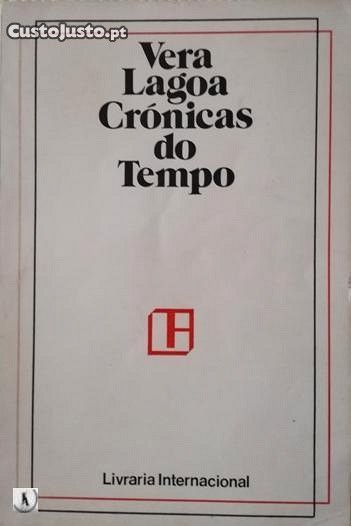 CustoJusto.pt
Vera
Lagoa
Crónicas
do
Tempo
Livraria Internacional